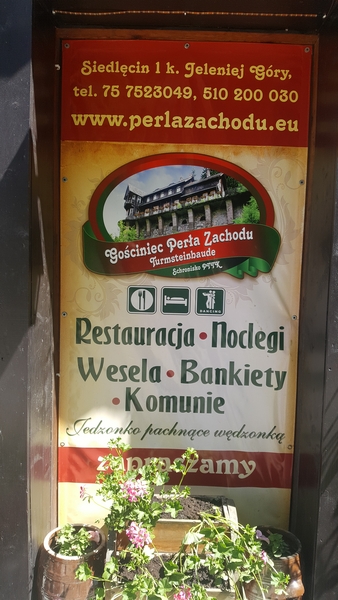 Siedlęcin 1 k. Jeleniej Góry,
tel. 75 7523049, 510 200 030
www.perlazachodu.eu
Gościniec Perła Zachodu
Turmsteinbaude
Schronisko PTTK
DANCING
Restauracja • Noclegi
Wesela • Bankiety
• Komunie
Jedzonko pachnące wędzonką
zapraszamy